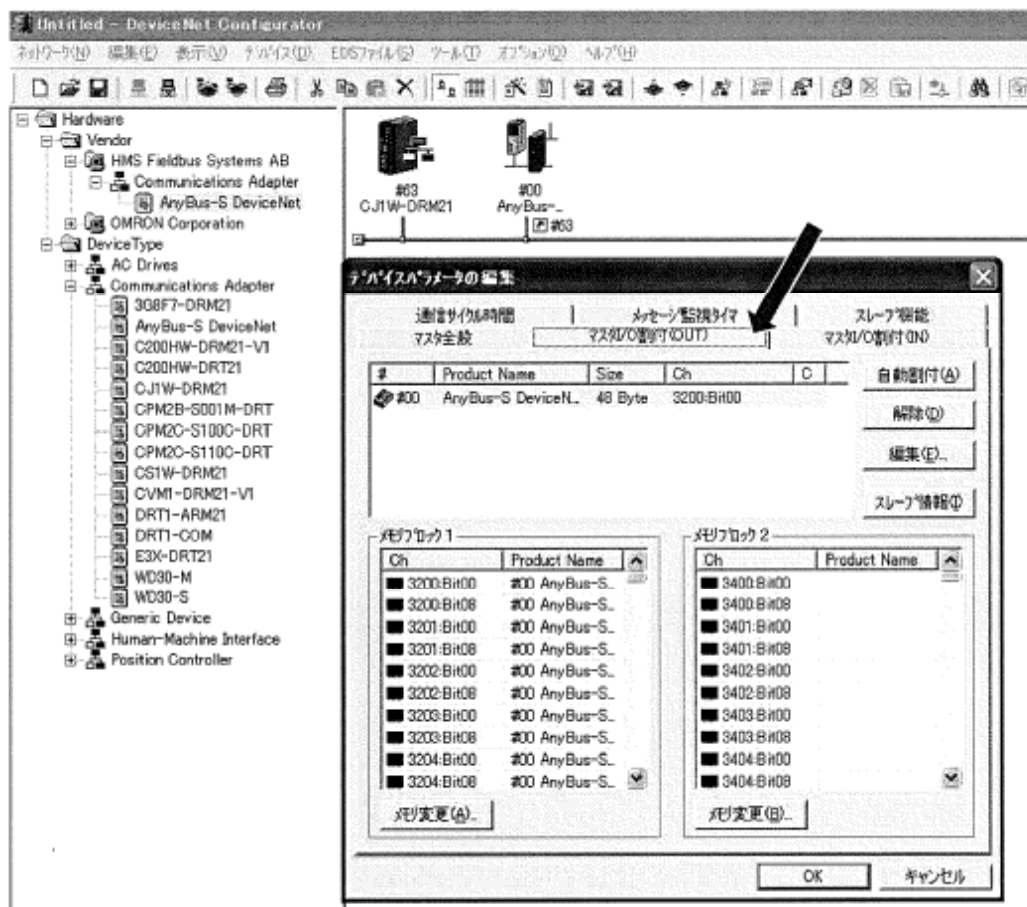 Untitled - DeviceNet Configurator
ネットワーク(N) 編集(E) 表示(V) デバイス(D) EDSファイル(S) ツール(T) オプション(O) ヘルプ(H)
Hardware
Vendor
HMS Fieldbus Systems AB
Communications Adapter
AnyBus-S DeviceNet
OMRON Corporation
DeviceType
AC Drives
Communications Adapter
3G8F7-DRM21
AnyBus-S DeviceNet
C200HW-DRM21-V1
C200HW-DRT21
CJ1W-DRM21
CPM2B-S001M-DRT
CPM2C-S100C-DRT
CPM2C-S110C-DRT
CS1W-DRM21
CVM1-DRM21-V1
DRT1-ARM21
DRT1-COM
E3X-DRT21
WD30-M
WD30-S
Generic Device
Human-Machine Interface
Position Controller
#63
CJ1W-DRM21
#00
AnyBus-_
#63
デバイスパラメータの編集
通信サイクル時間 メッセージ監視タイマ スレーブ機能
マスタ全般 マスタI/O割付(OUT) マスタI/O割付(IN)
# Product Name Size Ch C
#00 AnyBus-S DeviceN_ 48 Byte 3200:Bit00
自動割付(A)
解除(D)
編集(E)_
スレーブ情報(I)
メモリブロック 1
Ch Product Name
3200:Bit00 #00 AnyBus-S_
3200:Bit08 #00 AnyBus-S_
3201:Bit00 #00 AnyBus-S_
3201:Bit08 #00 AnyBus-S_
3202:Bit00 #00 AnyBus-S_
3202:Bit08 #00 AnyBus-S_
3203:Bit00 #00 AnyBus-S_
3203:Bit08 #00 AnyBus-S_
3204:Bit00 #00 AnyBus-S_
3204:Bit08 #00 AnyBus-S_
メモリ変更(A)_
メモリブロック 2
Ch Product Name
3400:Bit00
3400:Bit08
3401:Bit00
3401:Bit08
3402:Bit00
3402:Bit08
3403:Bit00
3403:Bit08
3404:Bit00
3404:Bit08
メモリ変更(B)_
OK キャンセル